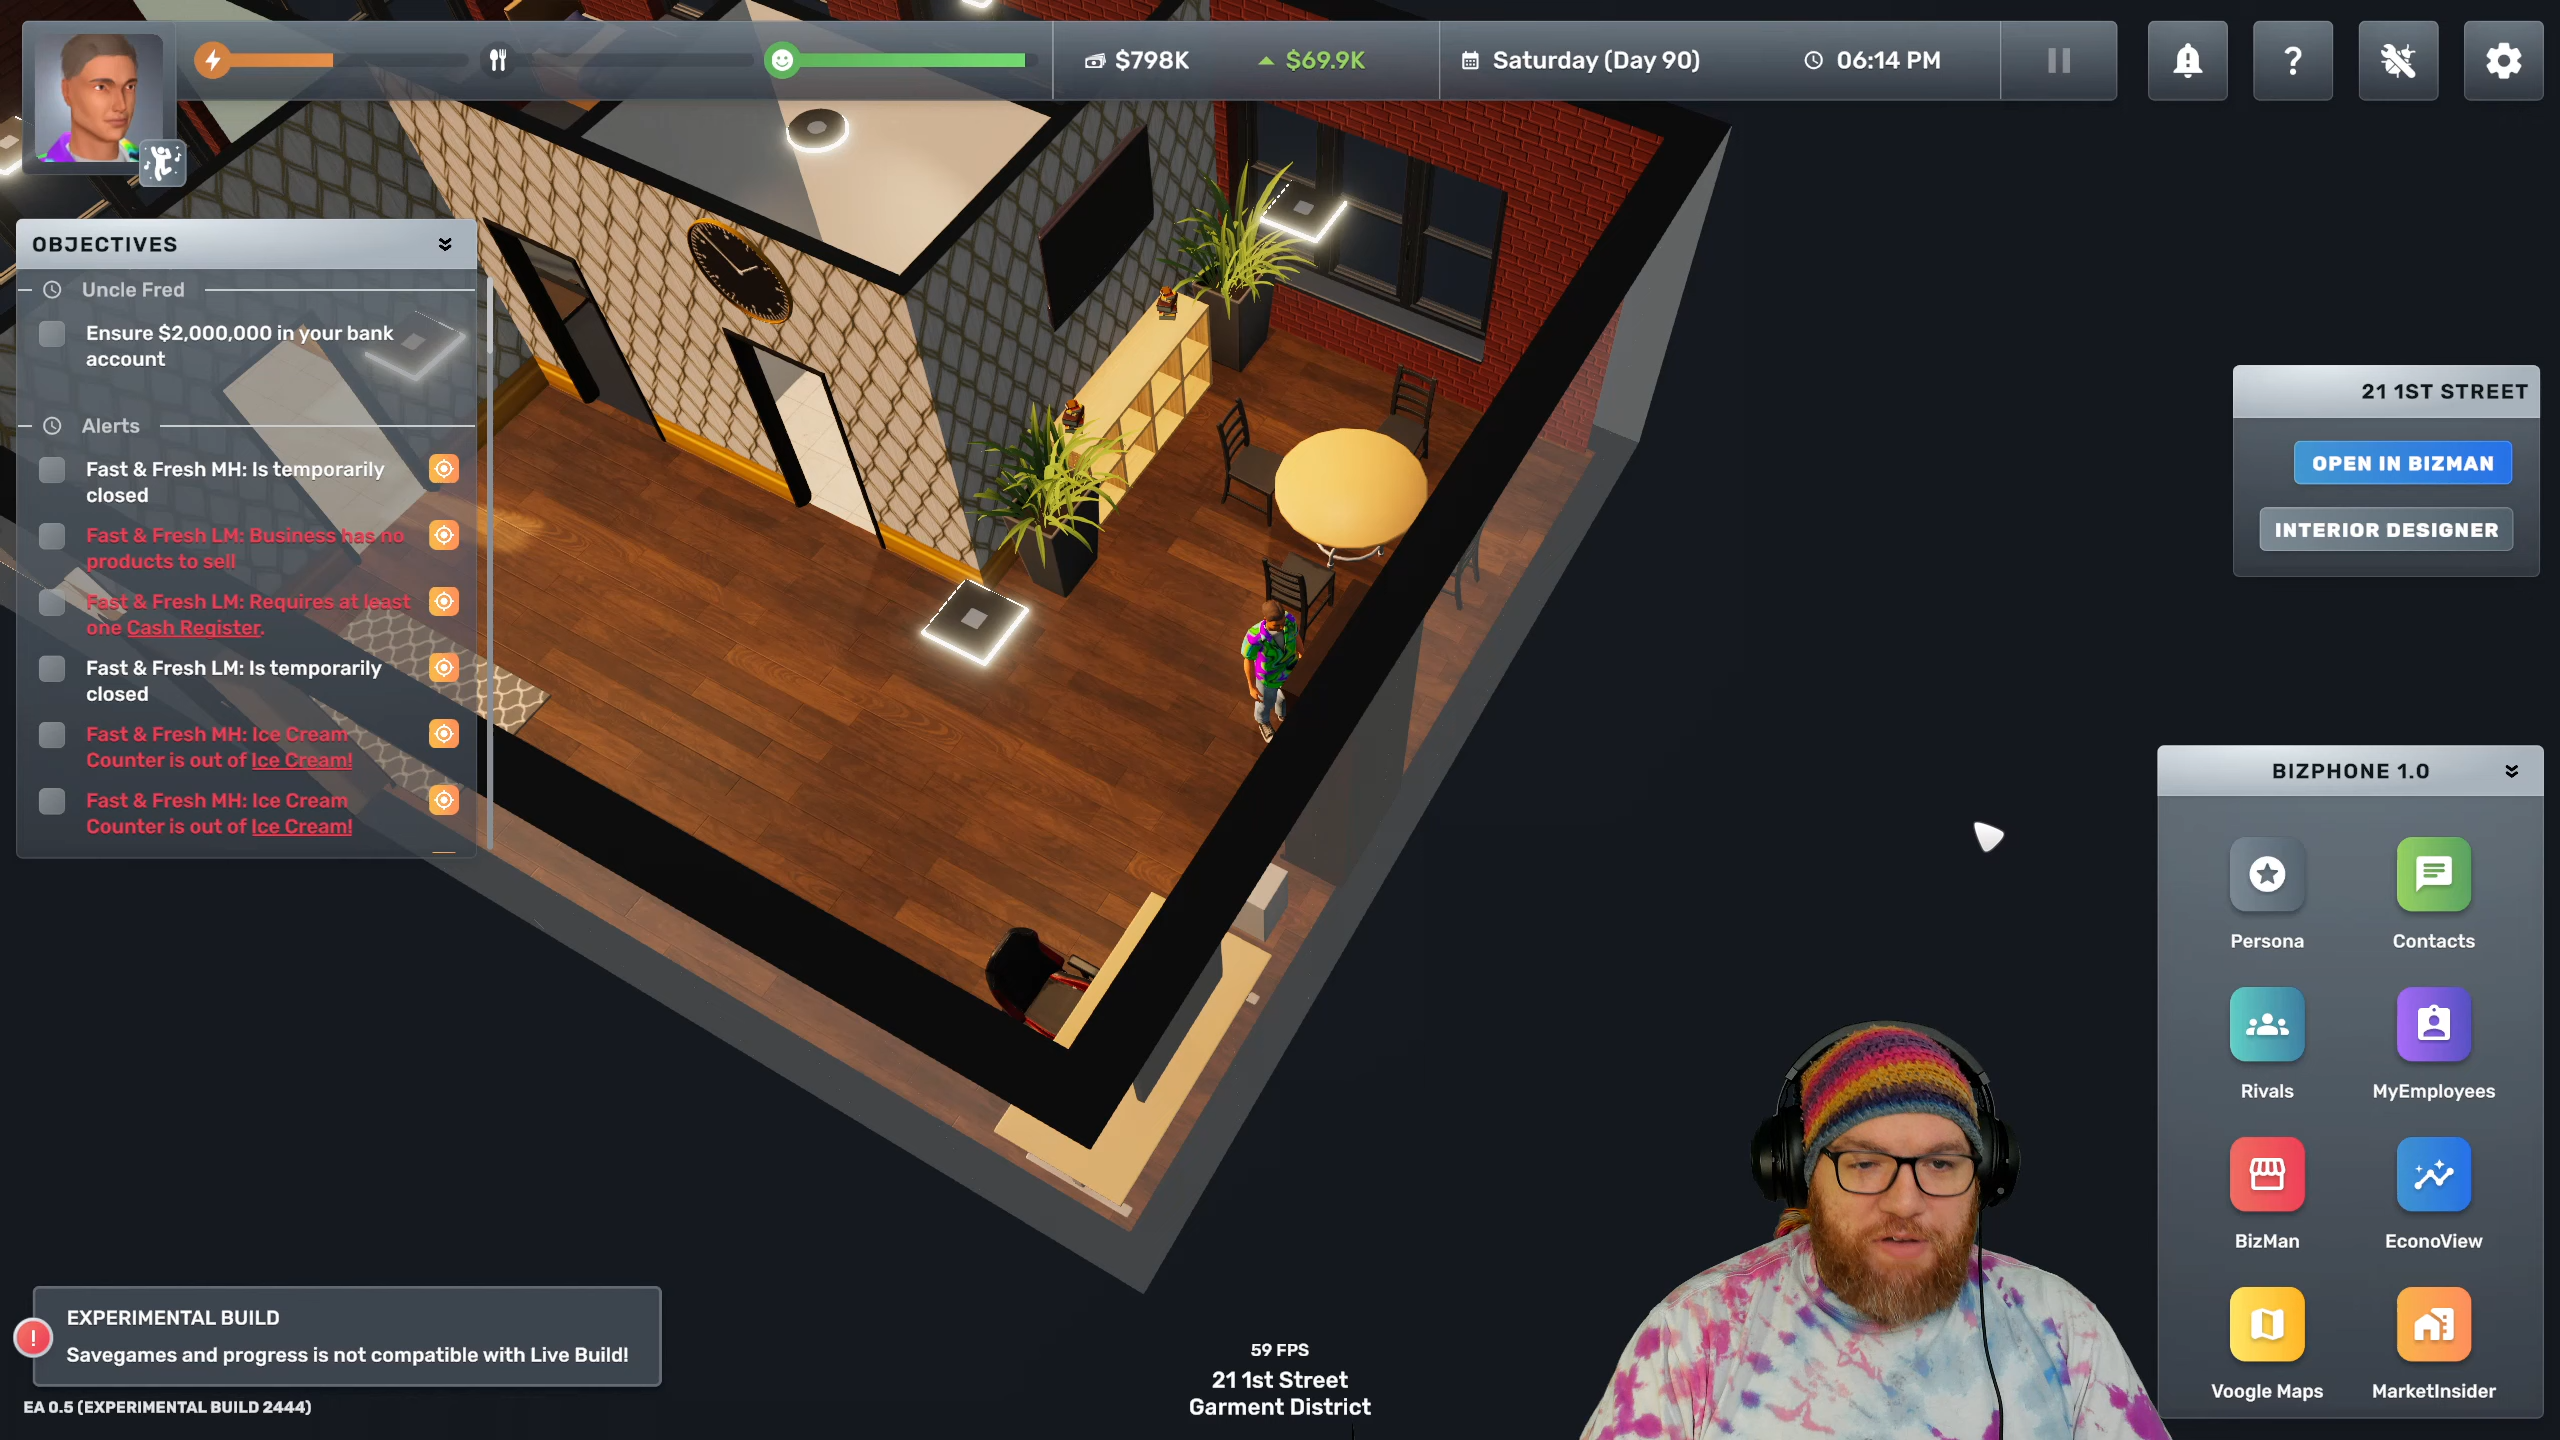 $798K
$69.9K
Saturday (Day 90)
06:14 PM
?
OBJECTIVES
Uncle Fred
Ensure $2,000,000 in your bank
account
Alerts
Fast & Fresh MH: Is temporarily
closed
Fast & Fresh LM: Business has no
products to sell
Fast & Fresh LM: Requires at least
one Cash Register.
Fast & Fresh LM: Is temporarily
closed
Fast & Fresh MH: Ice Cream
Counter is out of Ice Cream!
Fast & Fresh MH: Ice Cream
Counter is out of Ice Cream!
21 1ST STREET
OPEN IN BIZMAN
INTERIOR DESIGNER
BIZPHONE 1.0
Persona
Contacts
Rivals
MyEmployees
BizMan
EconoView
Voogle Maps
MarketInsider
EXPERIMENTAL BUILD
Savegames and progress is not compatible with Live Build!
EA 0.5 (EXPERIMENTAL BUILD 2444)
59 FPS
21 1st Street
Garment District